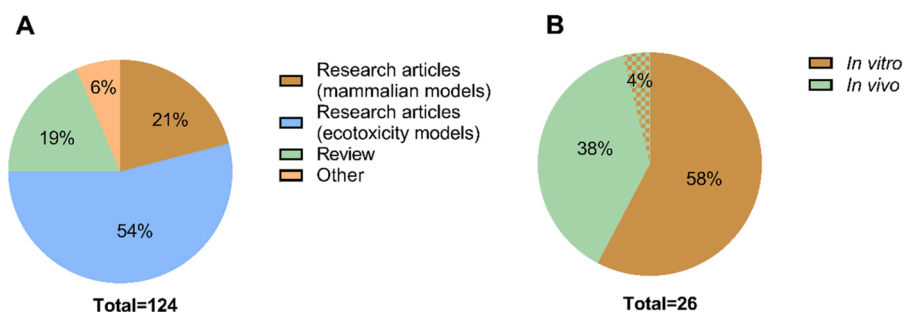 A
6%
21%
19%
54%
Total=124
Research articles
(mammalian models)
Research articles
(ecotoxicity models)
Review
Other
B
4%
38%
58%
Total=26
In vitro
In vivo